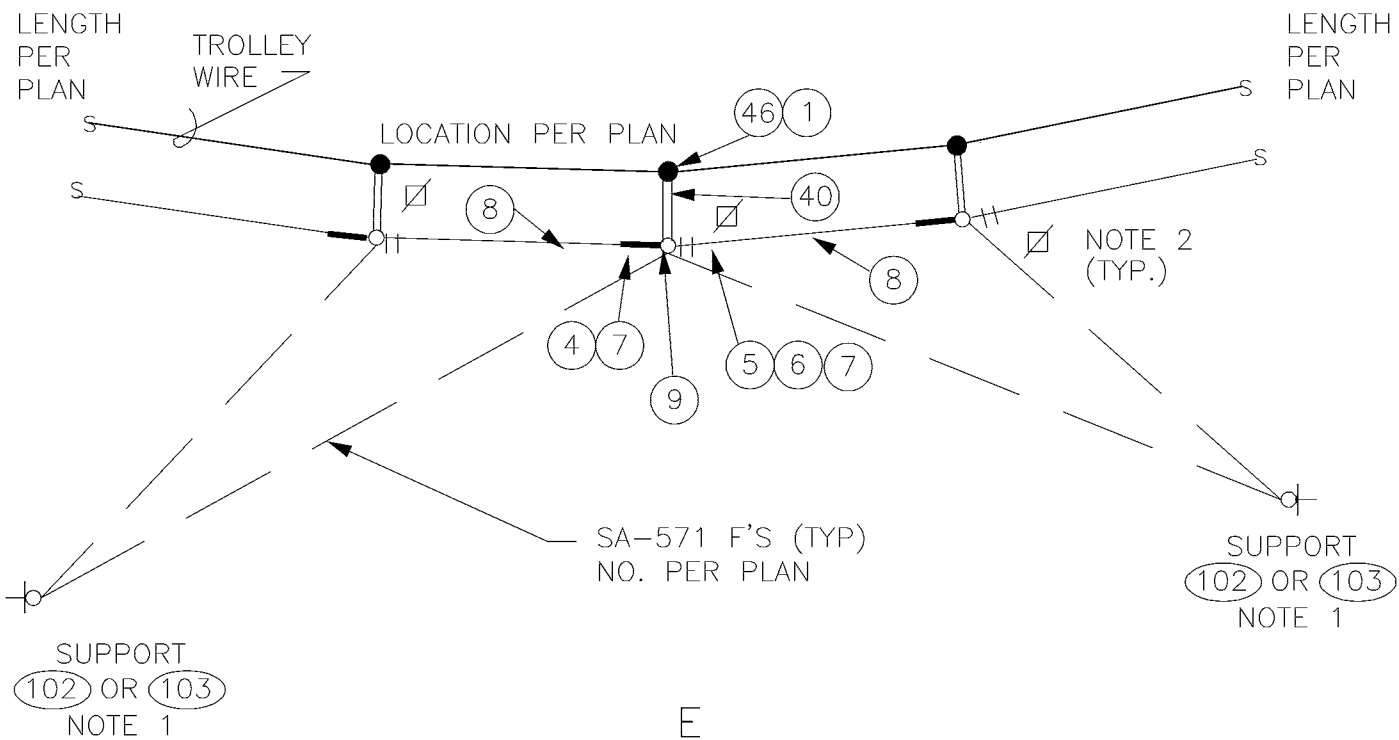 LENGTH
PER
PLAN
TROLLEY
WIRE
LENGTH
PER
PLAN
S
S
LOCATION PER PLAN
46 1
S
S
40
8
8
NOTE 2
(TYP.)
4 7
5 6 7
9
SA-571 F'S (TYP)
NO. PER PLAN
SUPPORT
102 OR 103
NOTE 1
SUPPORT
102 OR 103
NOTE 1
E